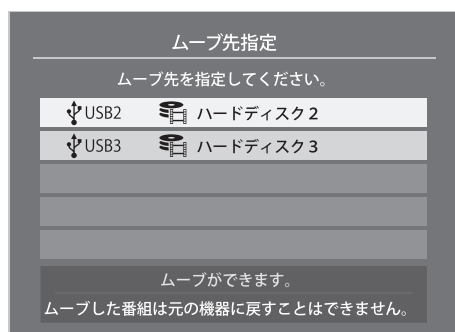 ムーブ先指定
ムーブ先を指定してください。
USB2 ハードディスク2
USB3 ハードディスク3
ムーブができます。
ムーブした番組は元の機器に戻すことはできません。